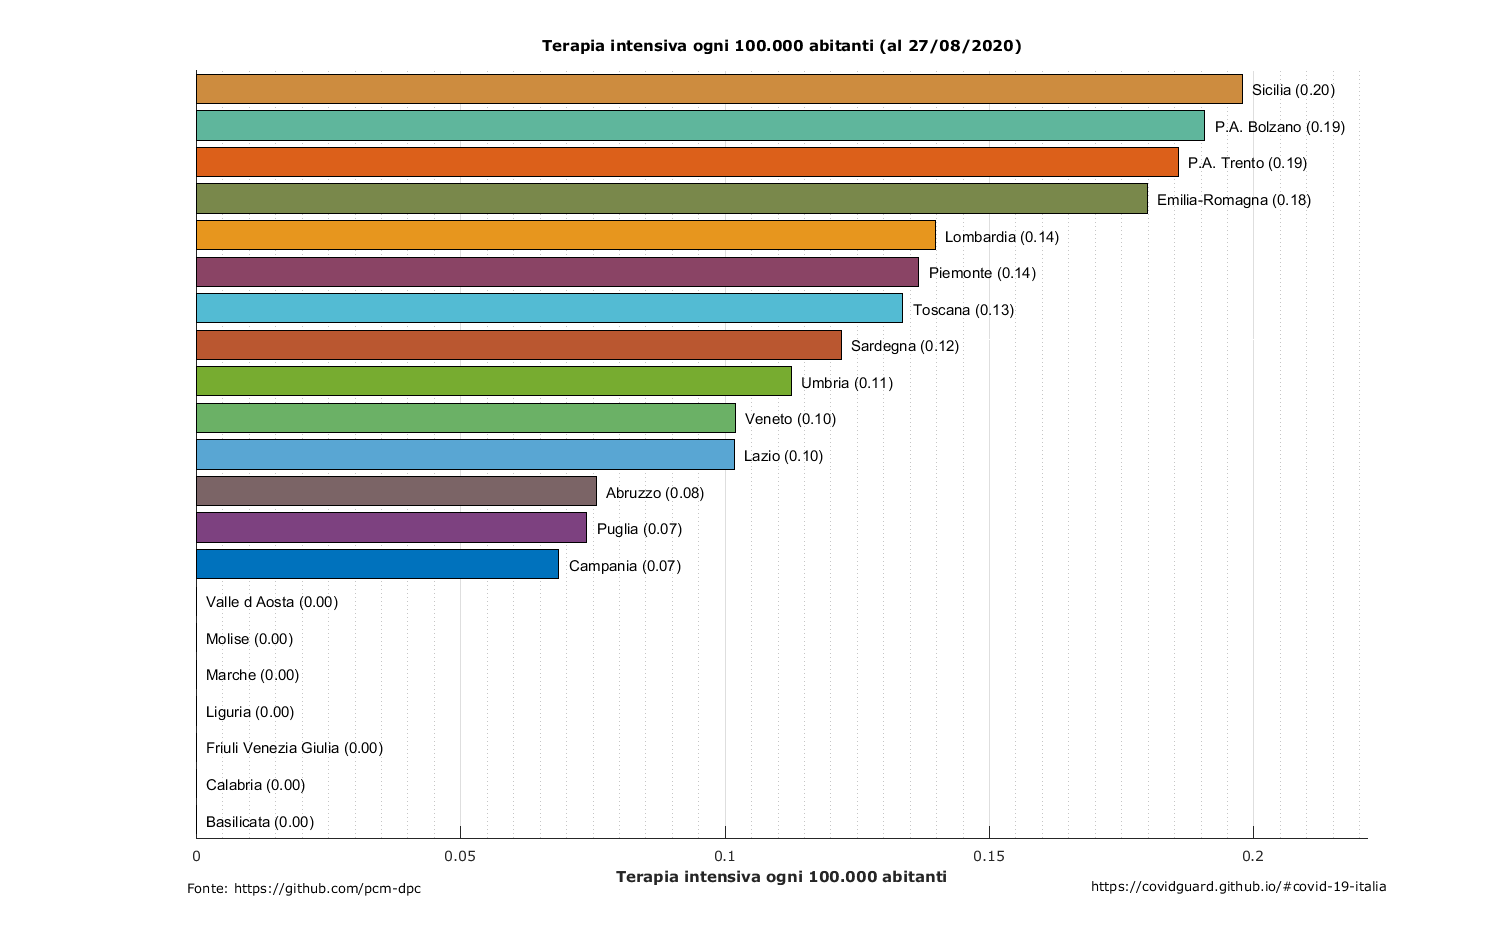 Terapia intensiva ogni 100.000 abitanti (al 27/08/2020)
Sicilia (0.20)
P.A. Bolzano (0.19)
P.A. Trento (0.19)
Emilia-Romagna (0.18)
Lombardia (0.14)
Piemonte (0.14)
Toscana (0.13)
Sardegna (0.12)
Umbria (0.11)
Veneto (0.10)
Lazio (0.10)
Abruzzo (0.08)
Puglia (0.07)
Campania (0.07)
Valle d Aosta (0.00)
Molise (0.00)
Marche (0.00)
Liguria (0.00)
Friuli Venezia Giulia (0.00)
Calabria (0.00)
Basilicata (0.00)
0 0.05 0.1 0.15 0.2
Terapia intensiva ogni 100.000 abitanti
Fonte: https://github.com/pcm-dpc
https://covidguard.github.io/#covid-19-italia